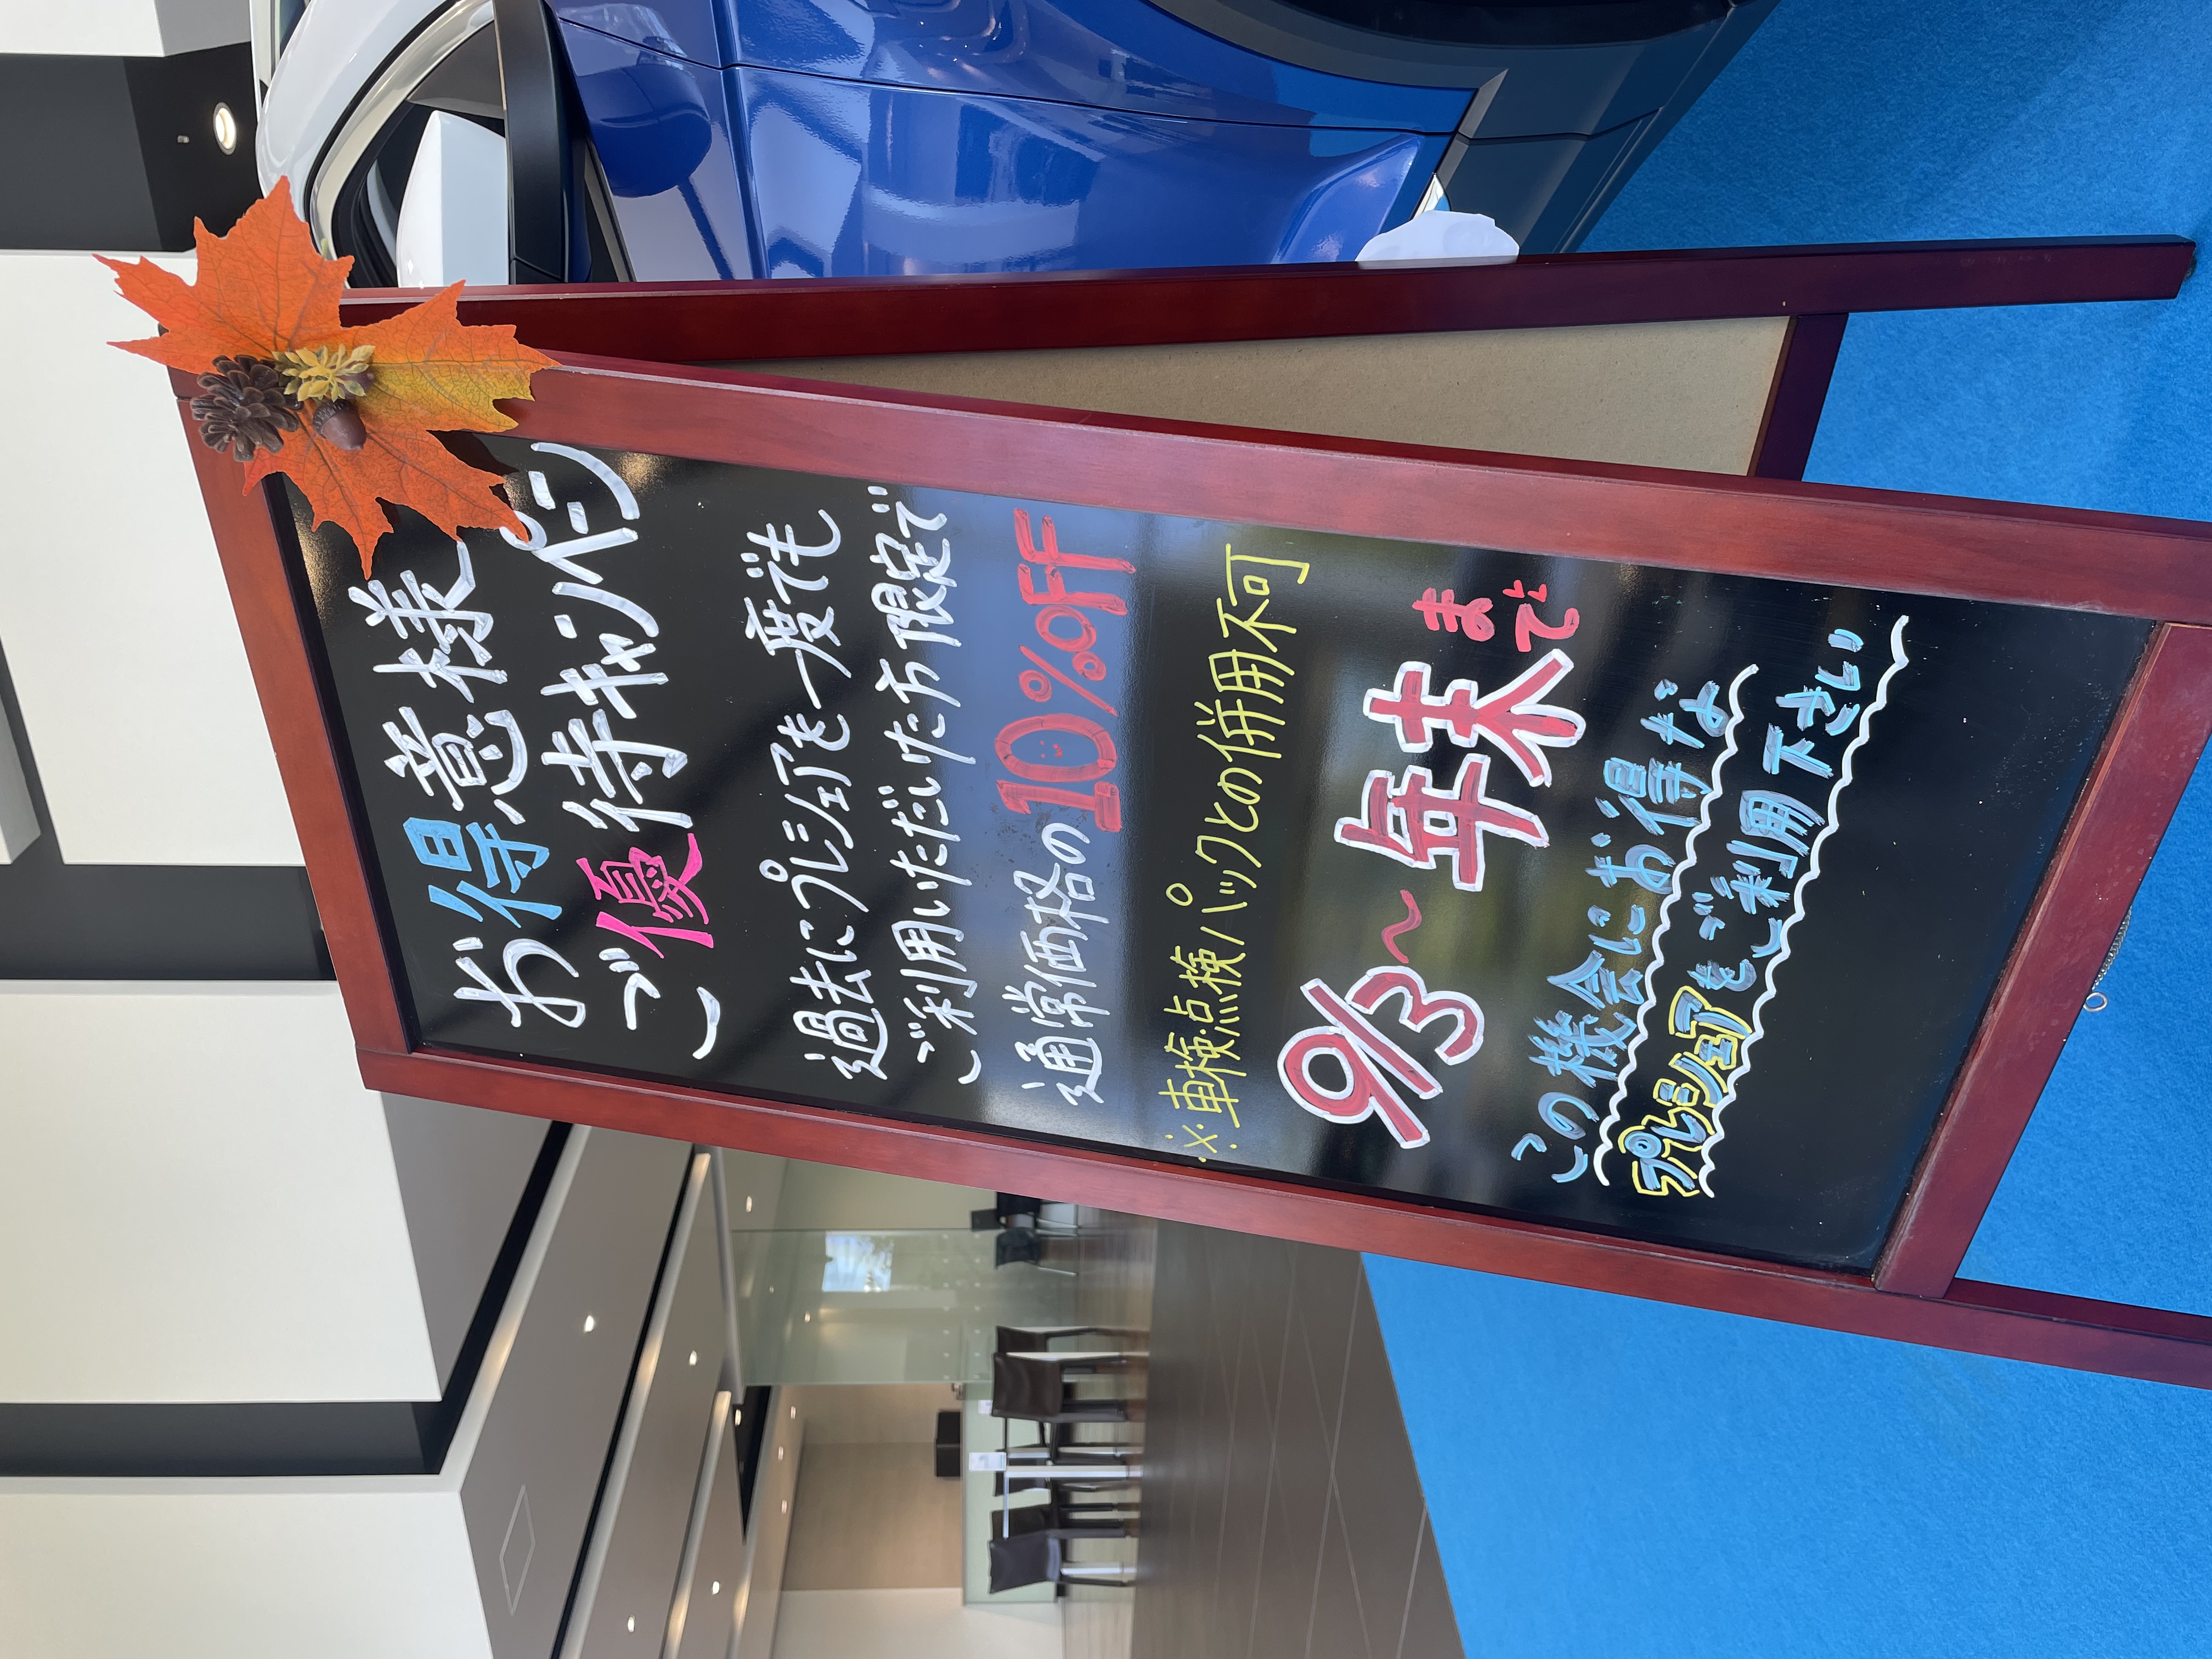 お得意様
ご優待キャンペーン
過去にプレシェアを一度でも
ご利用いただいた方限定で
通常価格の10%OFF
※車検・点検パックとの併用不可
9/3〜年末まで
この機会にお得な
プレシェアをご利用下さい